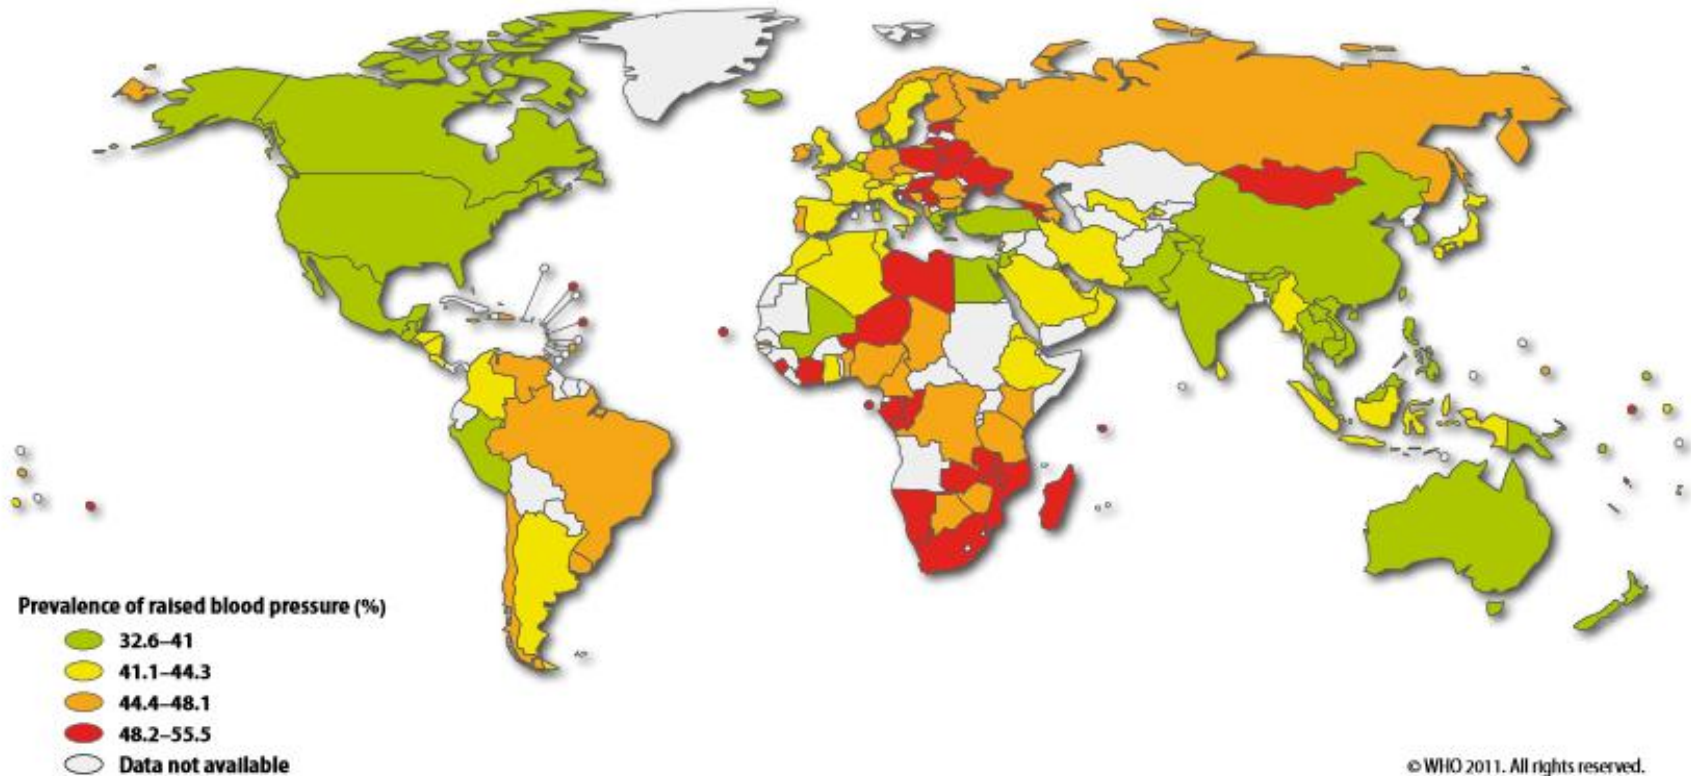 Prevalence of raised blood pressure (%)
32.6–41
41.1–44.3
44.4–48.1
48.2–55.5
Data not available
© WHO 2011. All rights reserved.